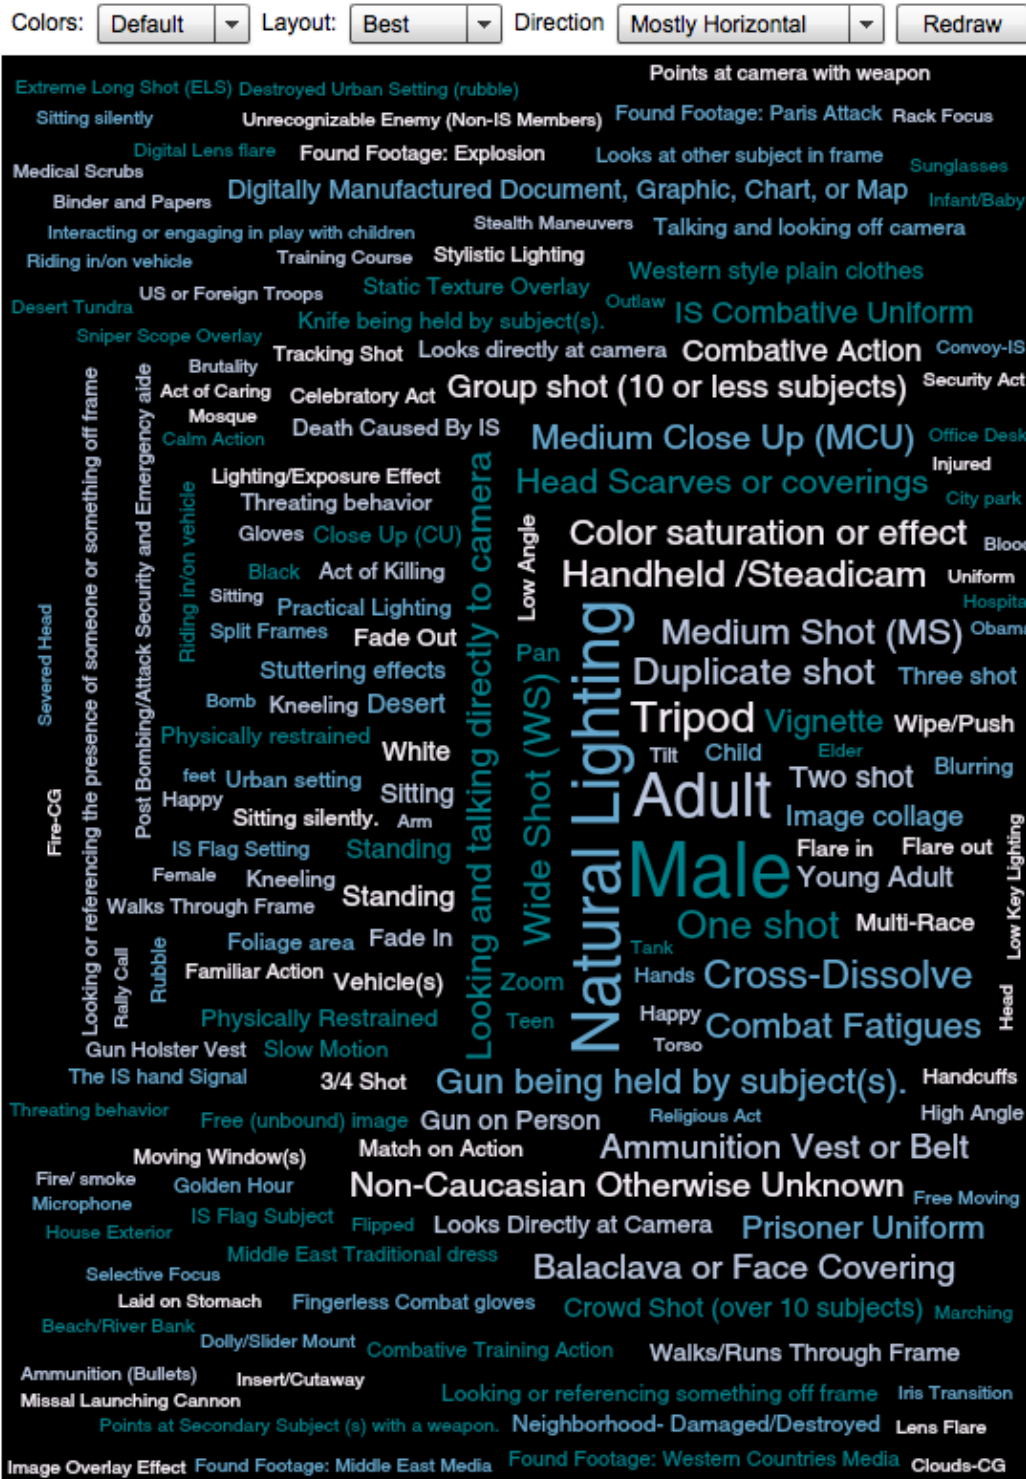 Colors: Default Layout: Best Direction Mostly Horizontal Redraw
Points at camera with weapon
Extreme Long Shot (ELS) Destroyed Urban Setting (rubble)
Sitting silently Unrecognizable Enemy (Non-IS Members) Found Footage: Paris Attack Rack Focus
Digital Lens flare Found Footage: Explosion Looks at other subject in frame Sunglasses
Medical Scrubs
Binder and Papers Digitally Manufactured Document, Graphic, Chart, or Map Infant/Baby
Interacting or engaging in play with children Stealth Maneuvers Talking and looking off camera
Riding in/on vehicle Training Course Stylistic Lighting Western style plain clothes
US or Foreign Troops Static Texture Overlay
Desert Tundra Knife being held by subject(s). Outlaw IS Combative Uniform
Sniper Scope Overlay
Brutality Tracking Shot Looks directly at camera Combative Action Convoy-IS
Act of Caring Celebratory Act Group shot (10 or less subjects) Security Act
Mosque
Calm Action Death Caused By IS Medium Close Up (MCU) Office Desk
Lighting/Exposure Effect Head Scarves or coverings Injured
Threating behavior City park
Gloves Close Up (CU) Color saturation or effect Blood
Black Act of Killing Handheld /Steadicam Uniform
Sitting Practical Lighting Hospita
Split Frames Fade Out Medium Shot (MS) Obama
Stuttering effects Pan Duplicate shot Three shot
Bomb Kneeling Desert Tripod Vignette Wipe/Push
Physically restrained White Tilt Child Elder
feet Urban setting Adult Two shot Blurring
Happy Sitting
Sitting silently. Arm Image collage
IS Flag Setting Standing Male Flare in Flare out
Female Kneeling Young Adult
Walks Through Frame Standing One shot Multi-Race
Foliage area Fade In Tank
Familiar Action Vehicle(s) Zoom Hands Cross-Dissolve
Physically Restrained Teen Happy Combat Fatigues
Gun Holster Vest Slow Motion Torso
Looking or referencing the presence of someone or something off frame
Post Bombing/Attack Security and Emergency aide
Riding in/on vehicle
Severed Head
Fire-CG
Rally Call
Rubble
Looking and talking directly to camera
Low Angle
Wide Shot (WS)
Natural Lighting
Low Key Lighting
Head
The IS hand Signal 3/4 Shot Gun being held by subject(s). Handcuffs
Threating behavior Free (unbound) image Gun on Person Religious Act High Angle
Moving Window(s) Match on Action Ammunition Vest or Belt
Fire/ smoke Golden Hour Non-Caucasian Otherwise Unknown Free Moving
Microphone
House Exterior IS Flag Subject Flipped Looks Directly at Camera Prisoner Uniform
Middle East Traditional dress
Selective Focus Balaclava or Face Covering
Laid on Stomach Fingerless Combat gloves Crowd Shot (over 10 subjects) Marching
Beach/River Bank
Dolly/Slider Mount Combative Training Action Walks/Runs Through Frame
Ammunition (Bullets) Insert/Cutaway
Missal Launching Cannon Looking or referencing something off frame Iris Transition
Points at Secondary Subject (s) with a weapon. Neighborhood- Damaged/Destroyed Lens Flare
Image Overlay Effect Found Footage: Middle East Media Found Footage: Western Countries Media Clouds-CG